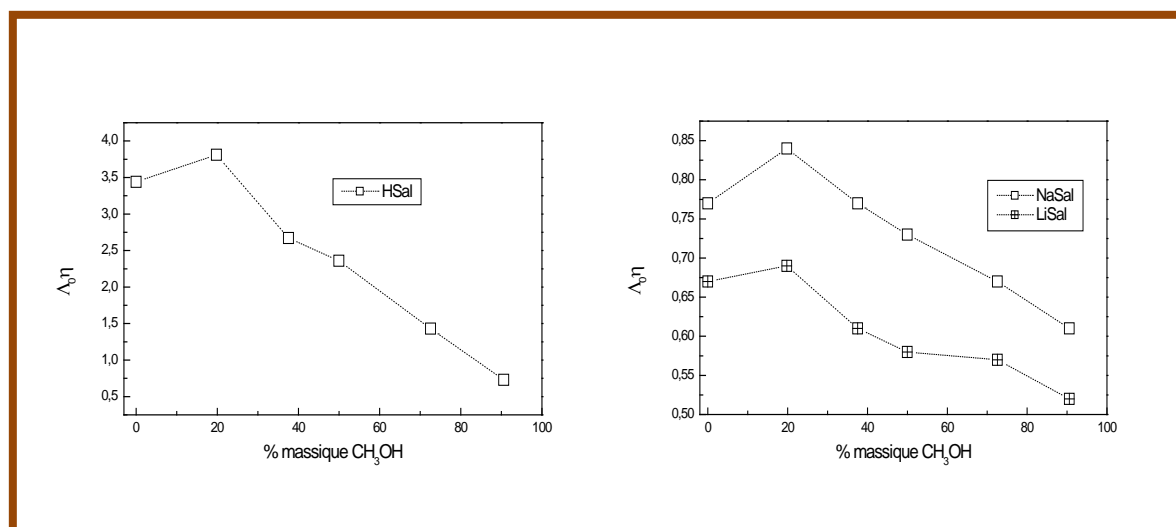 4,0
3,5
3,0
2,5
2,0
1,5
1,0
0,5
Λ₀η
HSal
0 20 40 60 80 100
% massique CH₃OH
0,85
0,80
0,75
0,70
0,65
0,60
0,55
0,50
Λ₀η
NaSal
LiSal
0 20 40 60 80 100
% massique CH₃OH